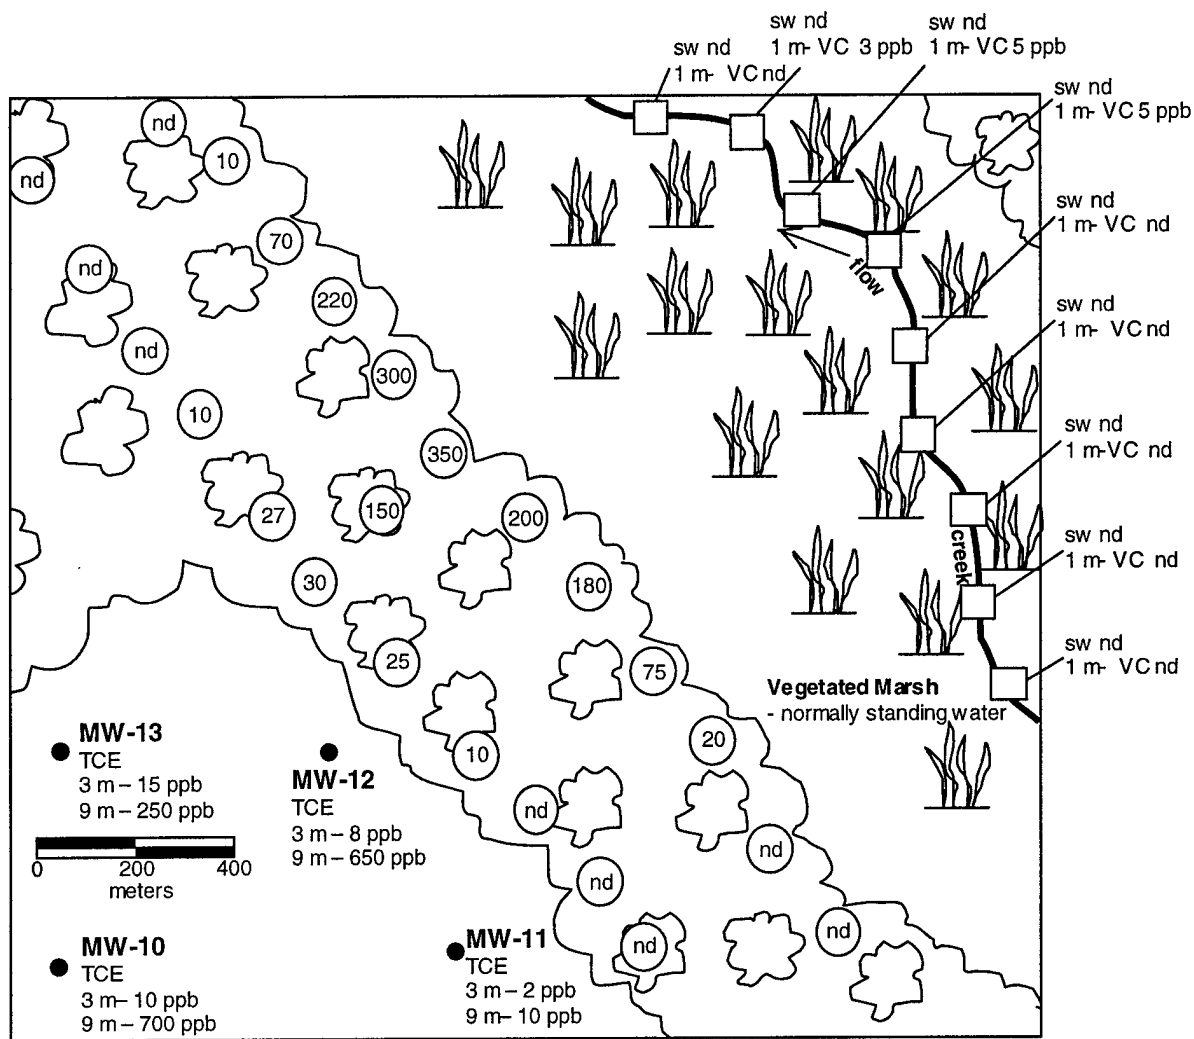 sw nd
1 m- VC nd
sw nd
1 m- VC 3 ppb
sw nd
1 m- VC 5 ppb
sw nd
1 m- VC 5 ppb
sw nd
1 m- VC nd
sw nd
1 m- VC nd
sw nd
1 m-VC nd
sw nd
1 m- VC nd
sw nd
1 m- VC nd
flow
creek
nd
10
nd
70
nd
220
nd
300
10
350
27
150
200
30
180
25
75
10
20
nd
nd
nd
nd
nd
Vegetated Marsh
- normally standing water
MW-13
TCE
3 m – 15 ppb
9 m – 250 ppb
MW-12
TCE
3 m – 8 ppb
9 m – 650 ppb
0 200 400
meters
MW-10
TCE
3 m– 10 ppb
9 m – 700 ppb
MW-11
TCE
3 m – 2 ppb
9 m– 10 ppb